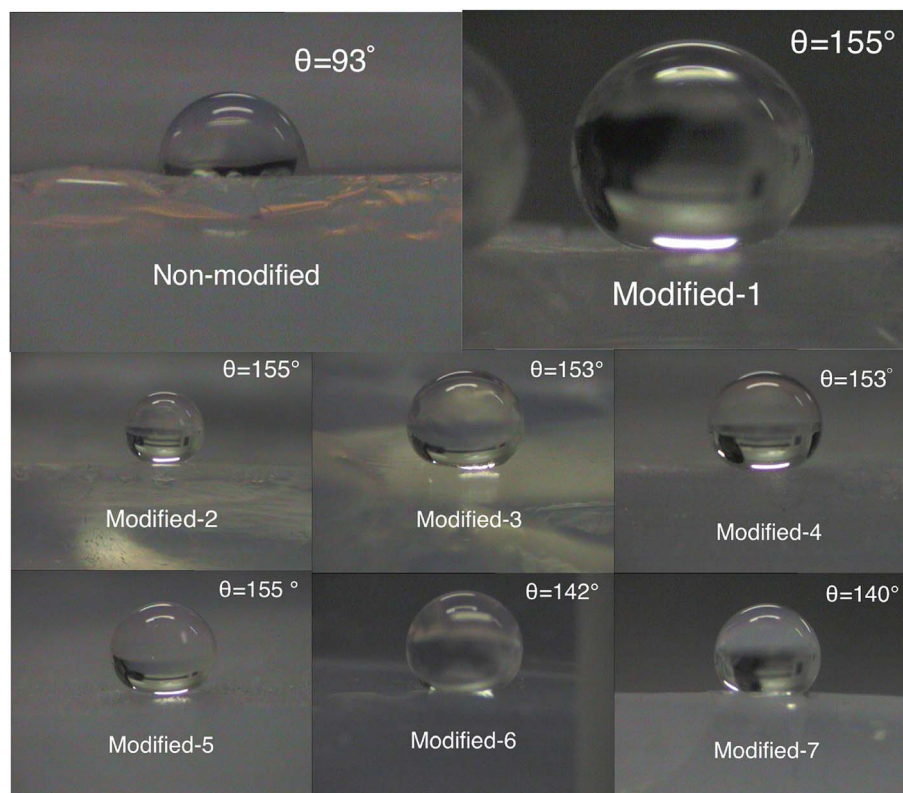 θ=93°
Non-modified
θ=155°
Modified-1
θ=155°
Modified-2
θ=153°
Modified-3
θ=153°
Modified-4
θ=155 °
Modified-5
θ=142°
Modified-6
θ=140°
Modified-7